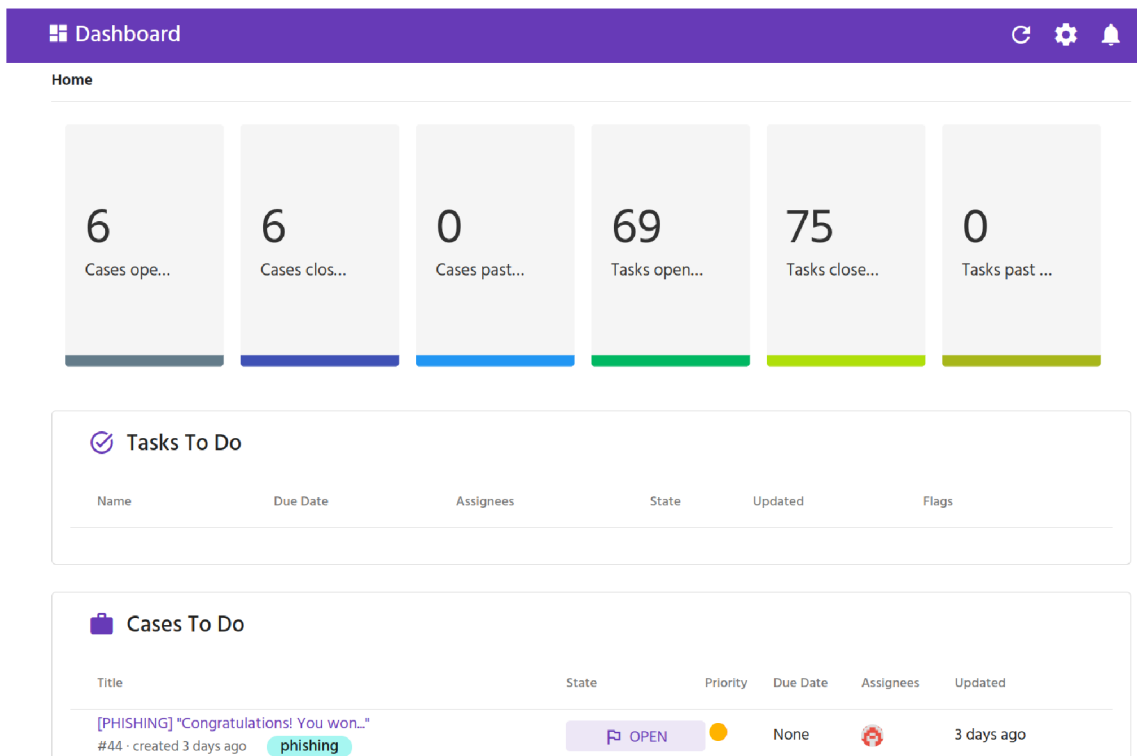 Dashboard
Home
6
Cases ope...
6
Cases clos...
0
Cases past...
69
Tasks open...
75
Tasks close...
0
Tasks past ...
Tasks To Do
Name Due Date Assignees State Updated Flags
Cases To Do
Title State Priority Due Date Assignees Updated
[PHISHING] "Congratulations! You won..."
#44 · created 3 days ago phishing OPEN None 3 days ago